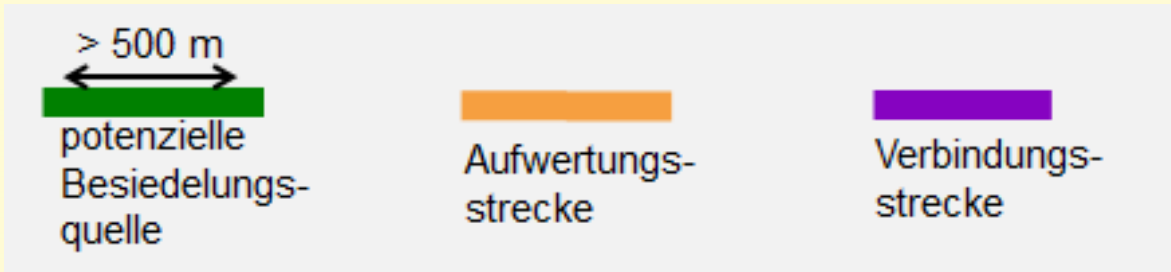 > 500 m
potenzielle
Besiedelungs-
quelle
Aufwertungs-
strecke
Verbindungs-
strecke